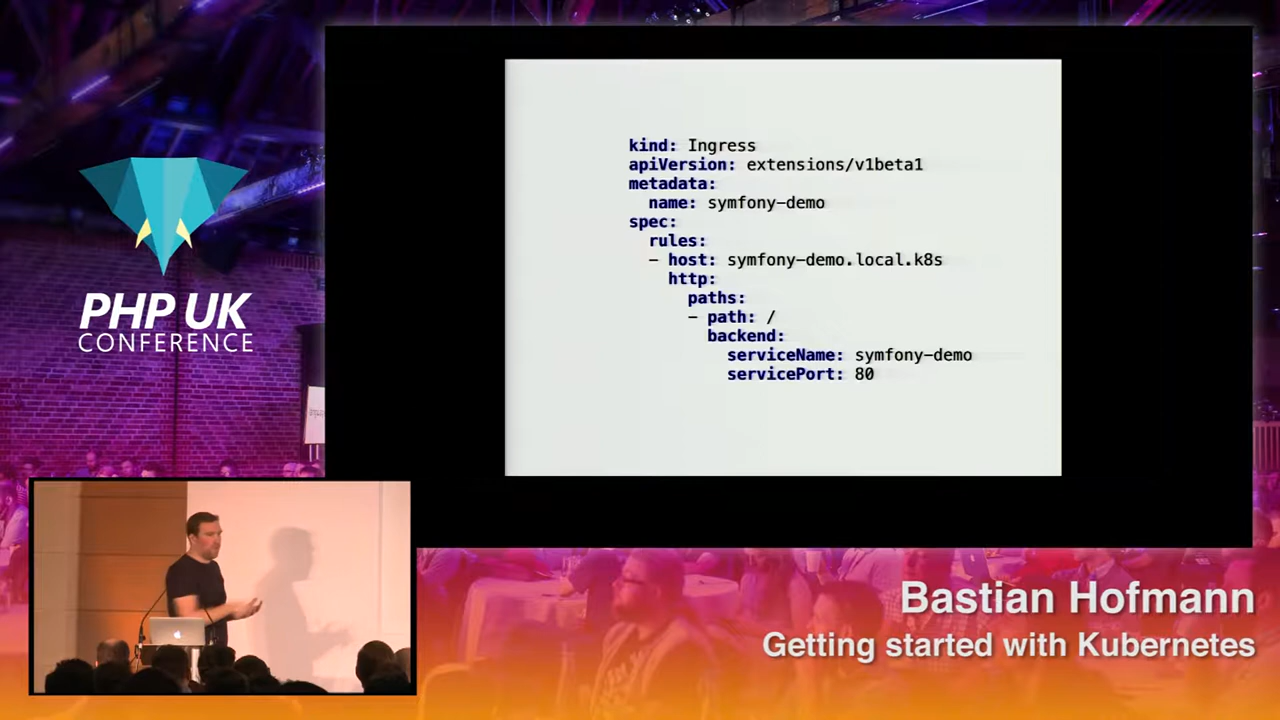 PHP UK
CONFERENCE
kind: Ingress
apiVersion: extensions/v1beta1
metadata:
  name: symfony-demo
spec:
  rules:
  - host: symfony-demo.local.k8s
    http:
      paths:
      - path: /
        backend:
          serviceName: symfony-demo
          servicePort: 80
Bastian Hofmann
Getting started with Kubernetes